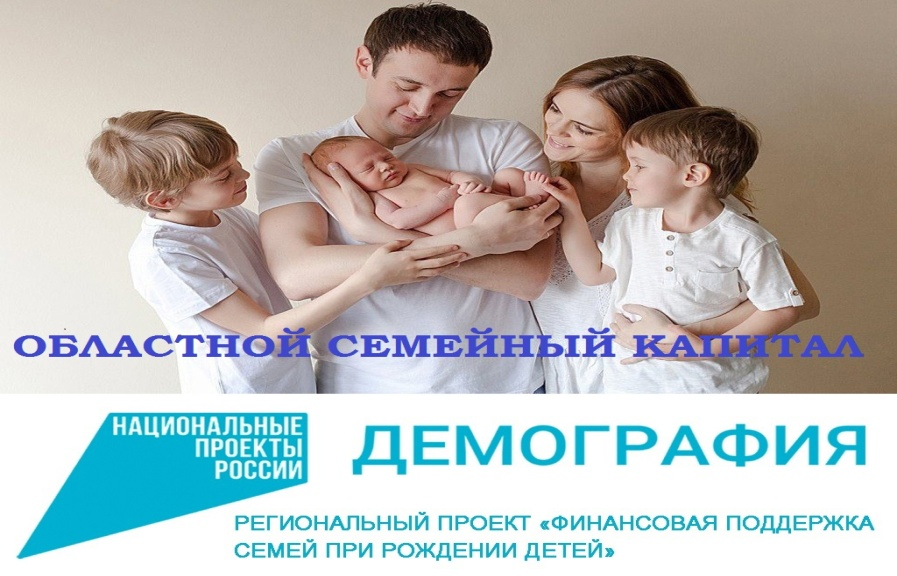 ОБЛАСТНОЙ СЕМЕЙНЫЙ КАПИТАЛ
НАЦИОНАЛЬНЫЕ
ПРОЕКТЫ
РОССИИ
ДЕМОГРАФИЯ
РЕГИОНАЛЬНЫЙ ПРОЕКТ «ФИНАНСОВАЯ ПОДДЕРЖКА
СЕМЕЙ ПРИ РОЖДЕНИИ ДЕТЕЙ»